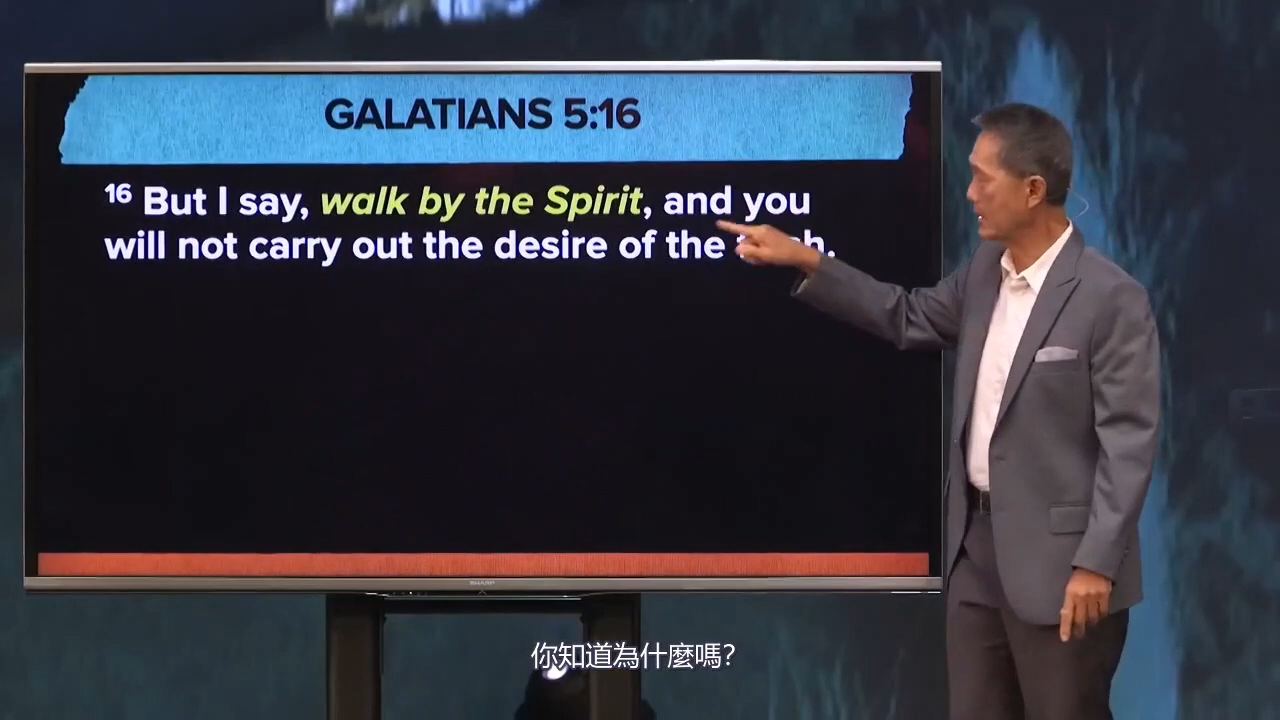 GALATIANS 5:16
16 But I say, walk by the Spirit, and you
will not carry out the desire of the
SHARP
你知道為什麼嗎?